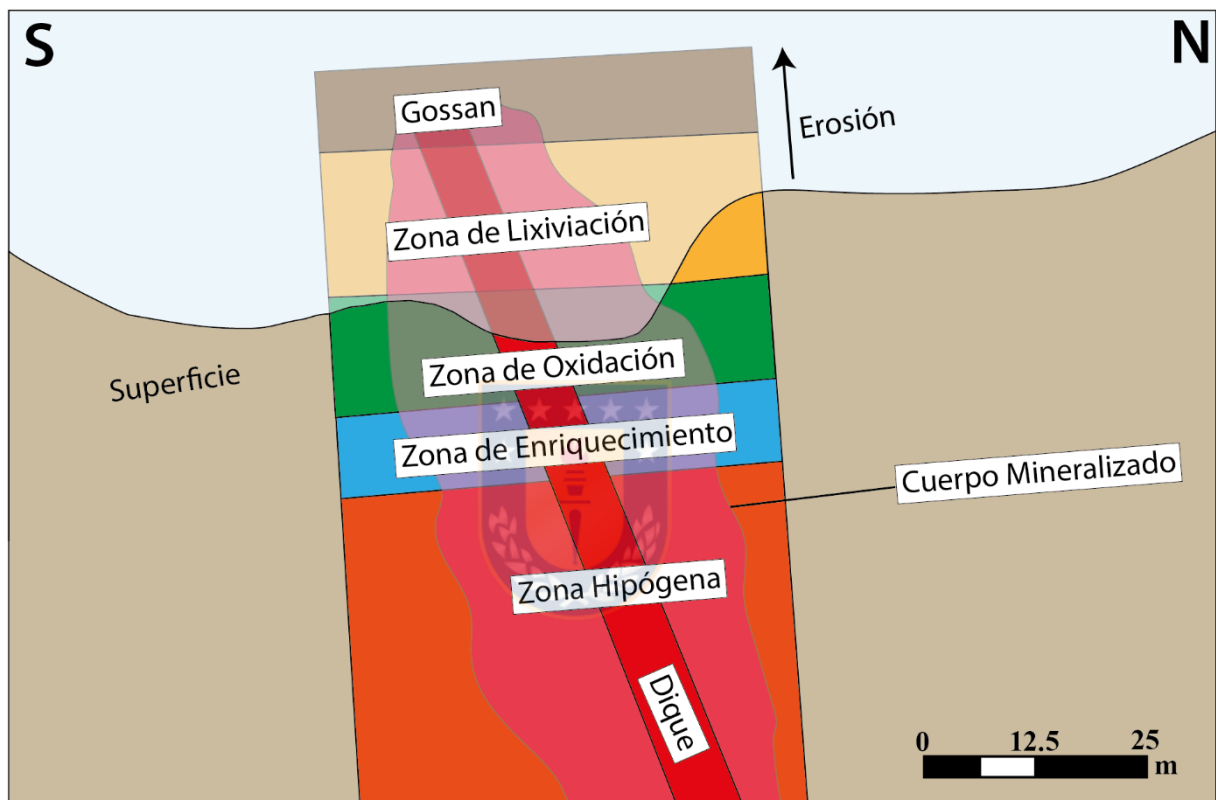 S
N
Gossan
Erosión
Zona de Lixiviación
Zona de Oxidación
Superficie
Zona de Enriquecimiento
Cuerpo Mineralizado
Zona Hipógena
Dique
0 12.5 25
m